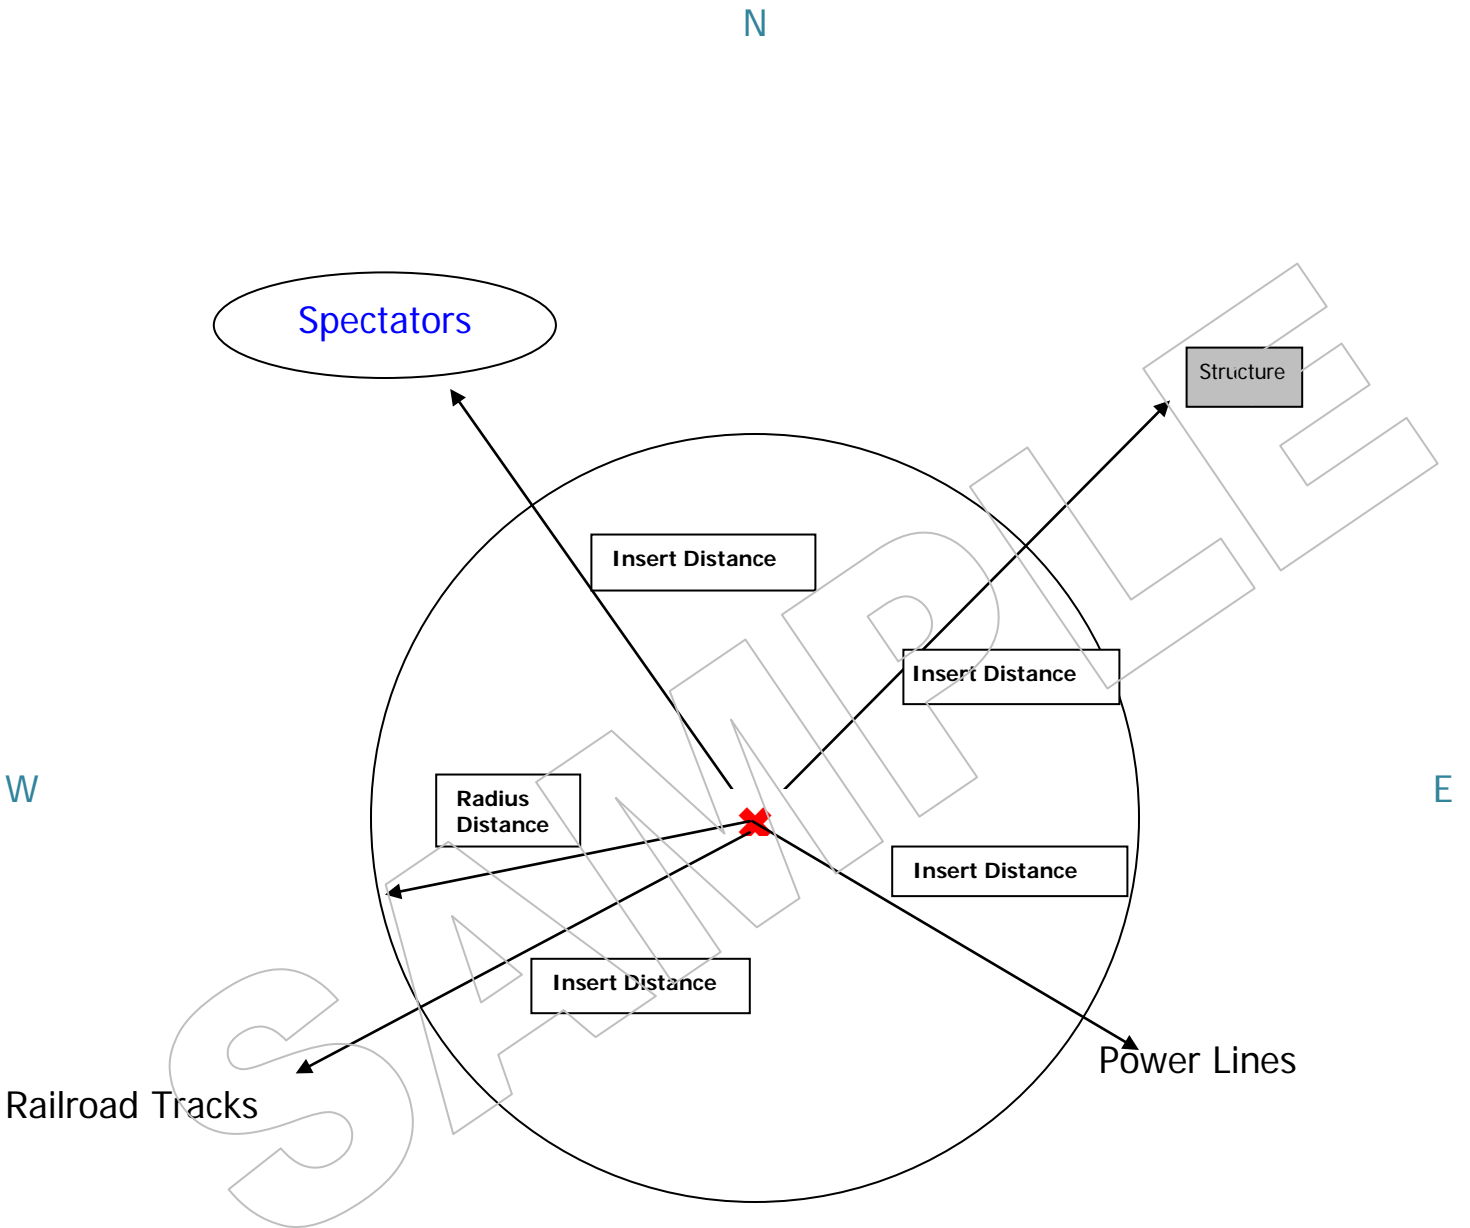 N
Spectators
Structure
Insert Distance
Insert Distance
W
E
Radius
Distance
Insert Distance
Insert Distance
Power Lines
Railroad Tracks
SAMPLE